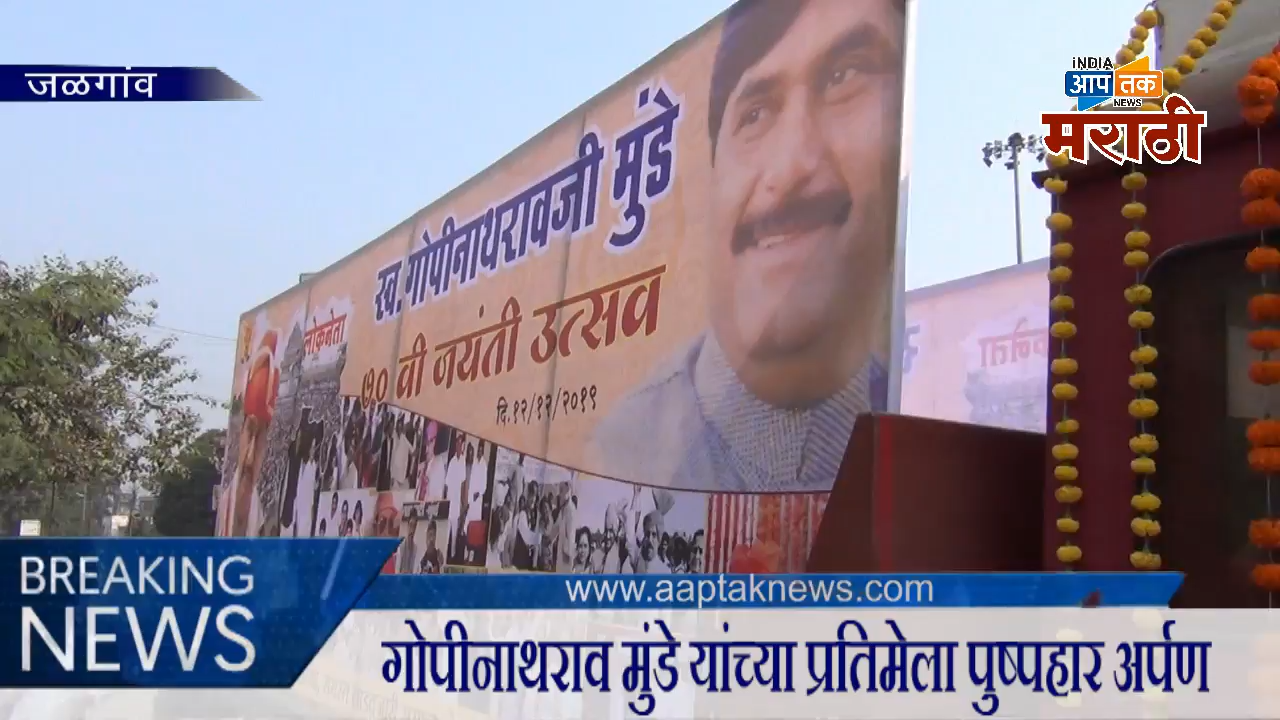 जळगांव
INDIA
आप तक
NEWS
मराठी
लोकनेता
स्व. गोपीनाथरावजी मुंडे
७० वी जयंती उत्सव
दि.१२/१२/२०१९
BREAKING
NEWS
www.aaptaknews.com
गोपीनाथराव मुंडे यांच्या प्रतिमेला पुष्पहार अर्पण